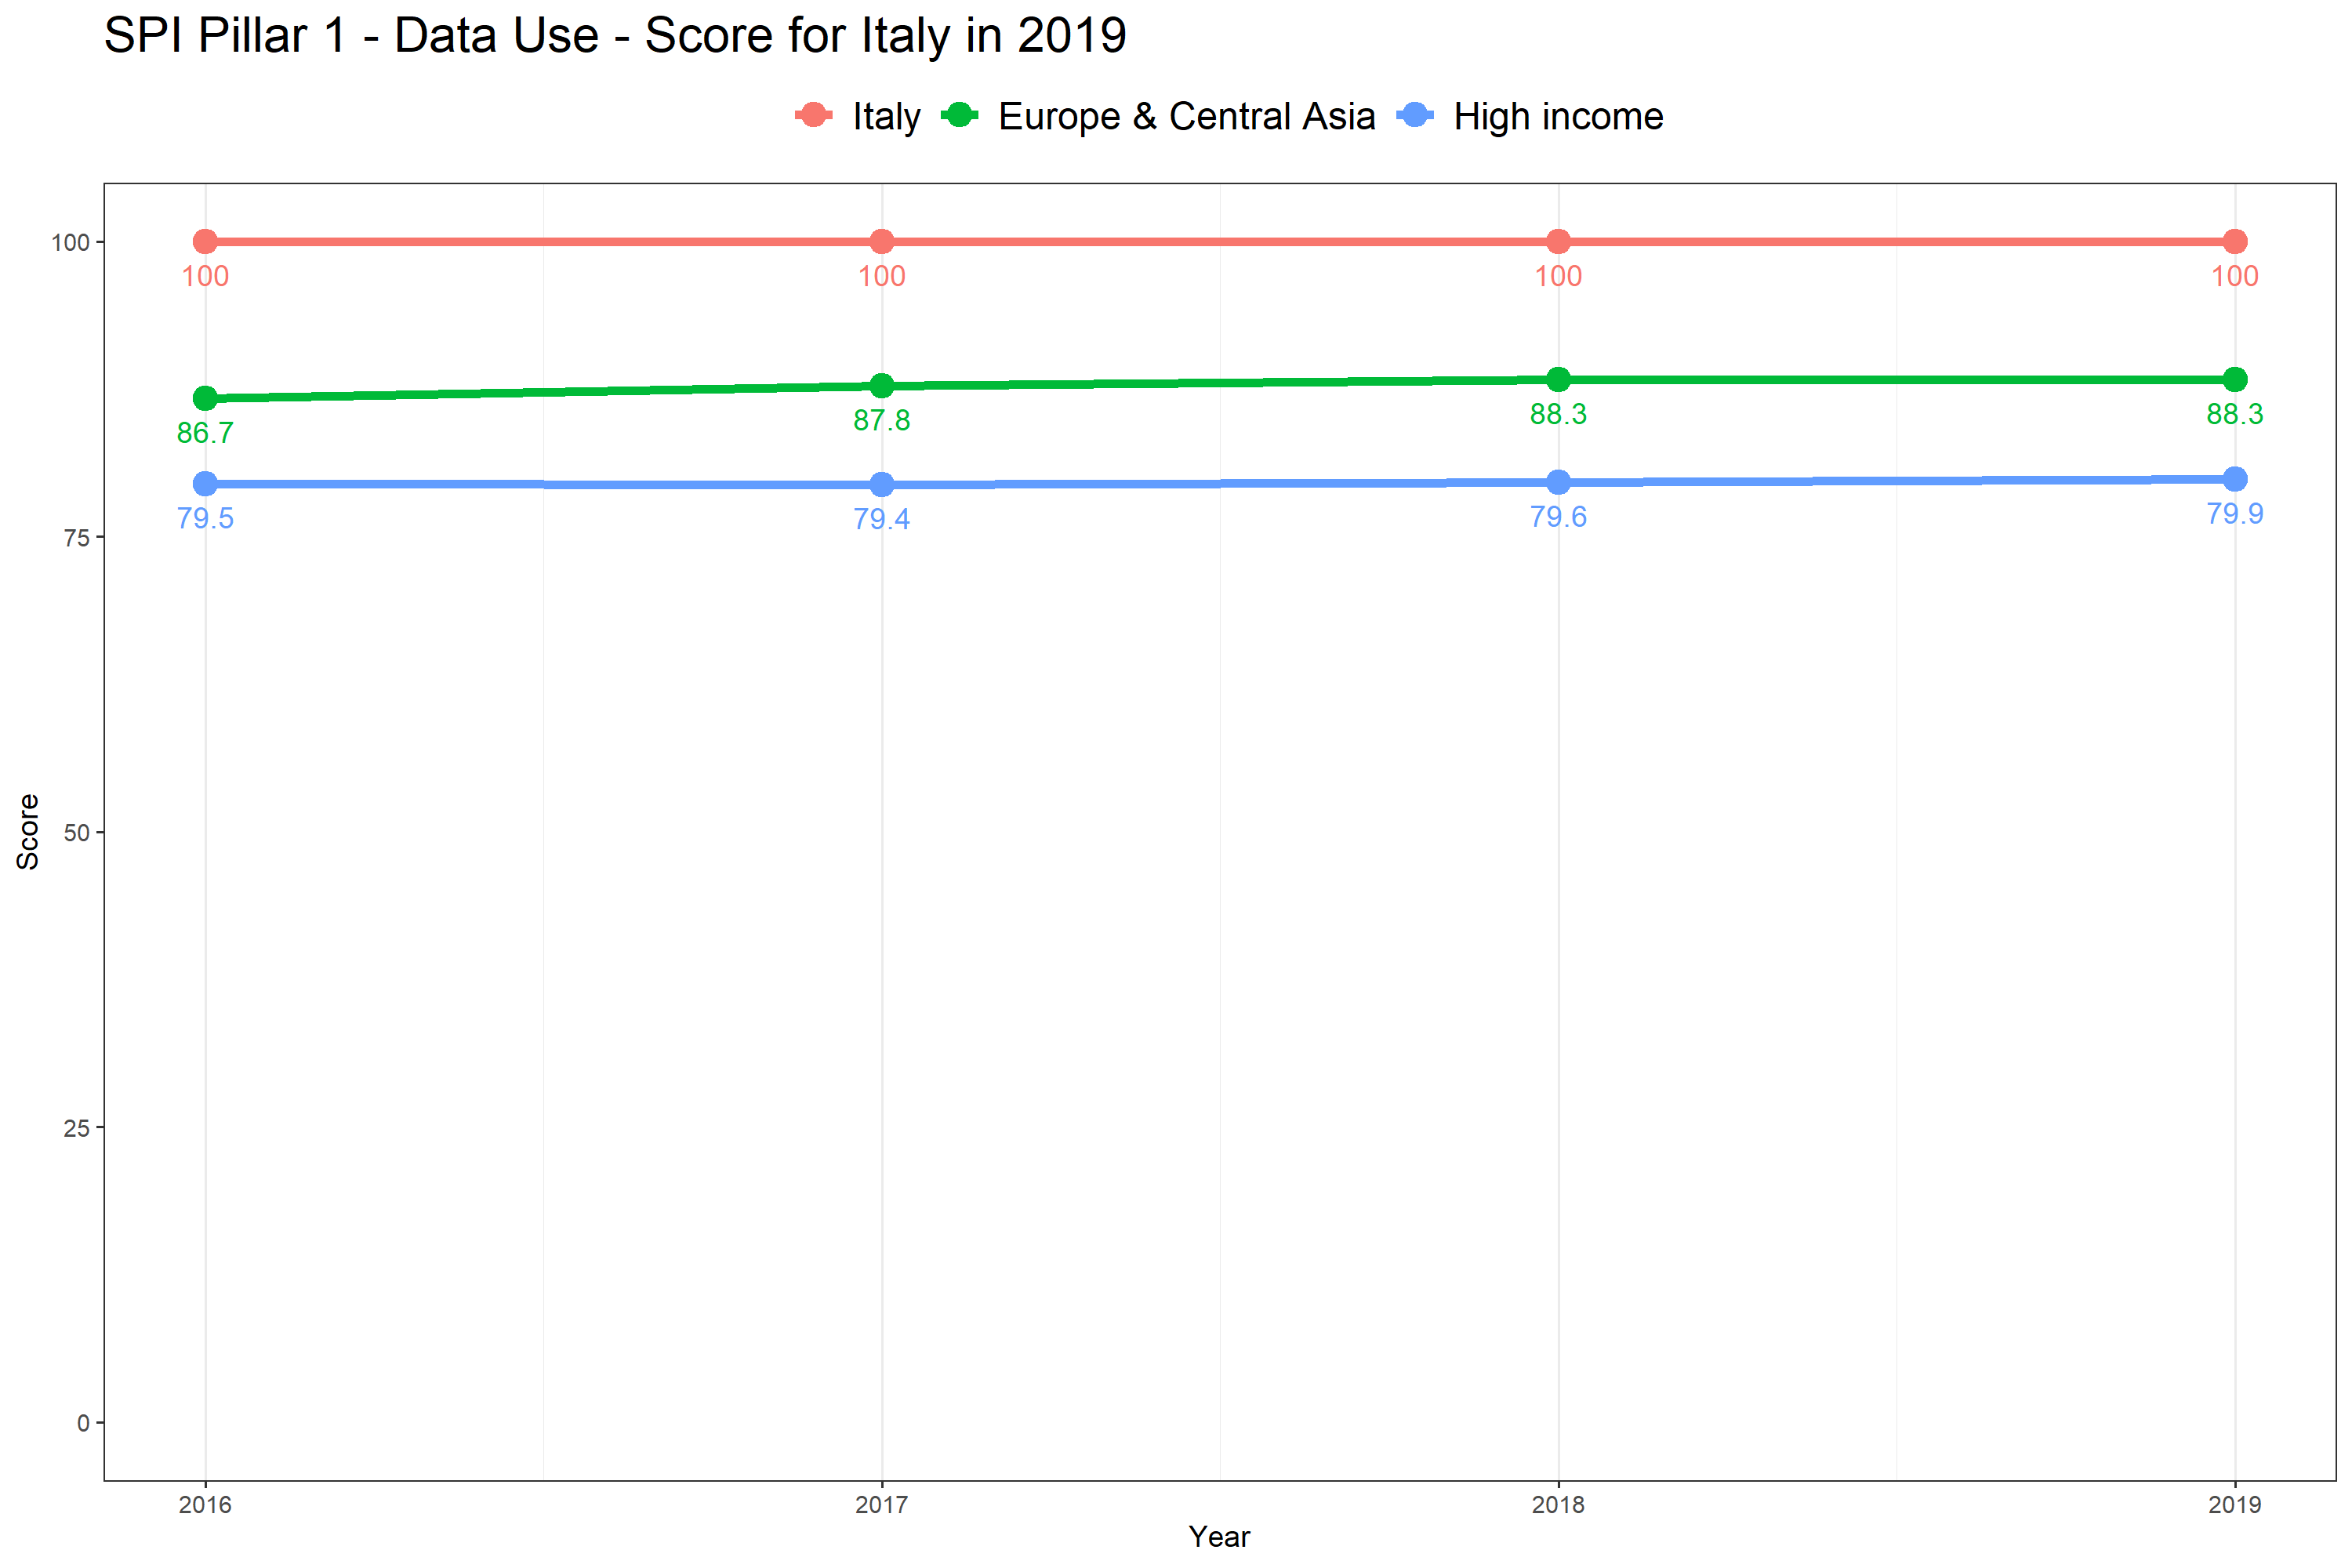 SPI Pillar 1 - Data Use - Score for Italy in 2019
Italy Europe & Central Asia High income
100
100 100 100 100
86.7 87.8 88.3 88.3
79.5 79.4 79.6 79.9
75
50
Score
25
0
2016 2017 2018 2019
Year